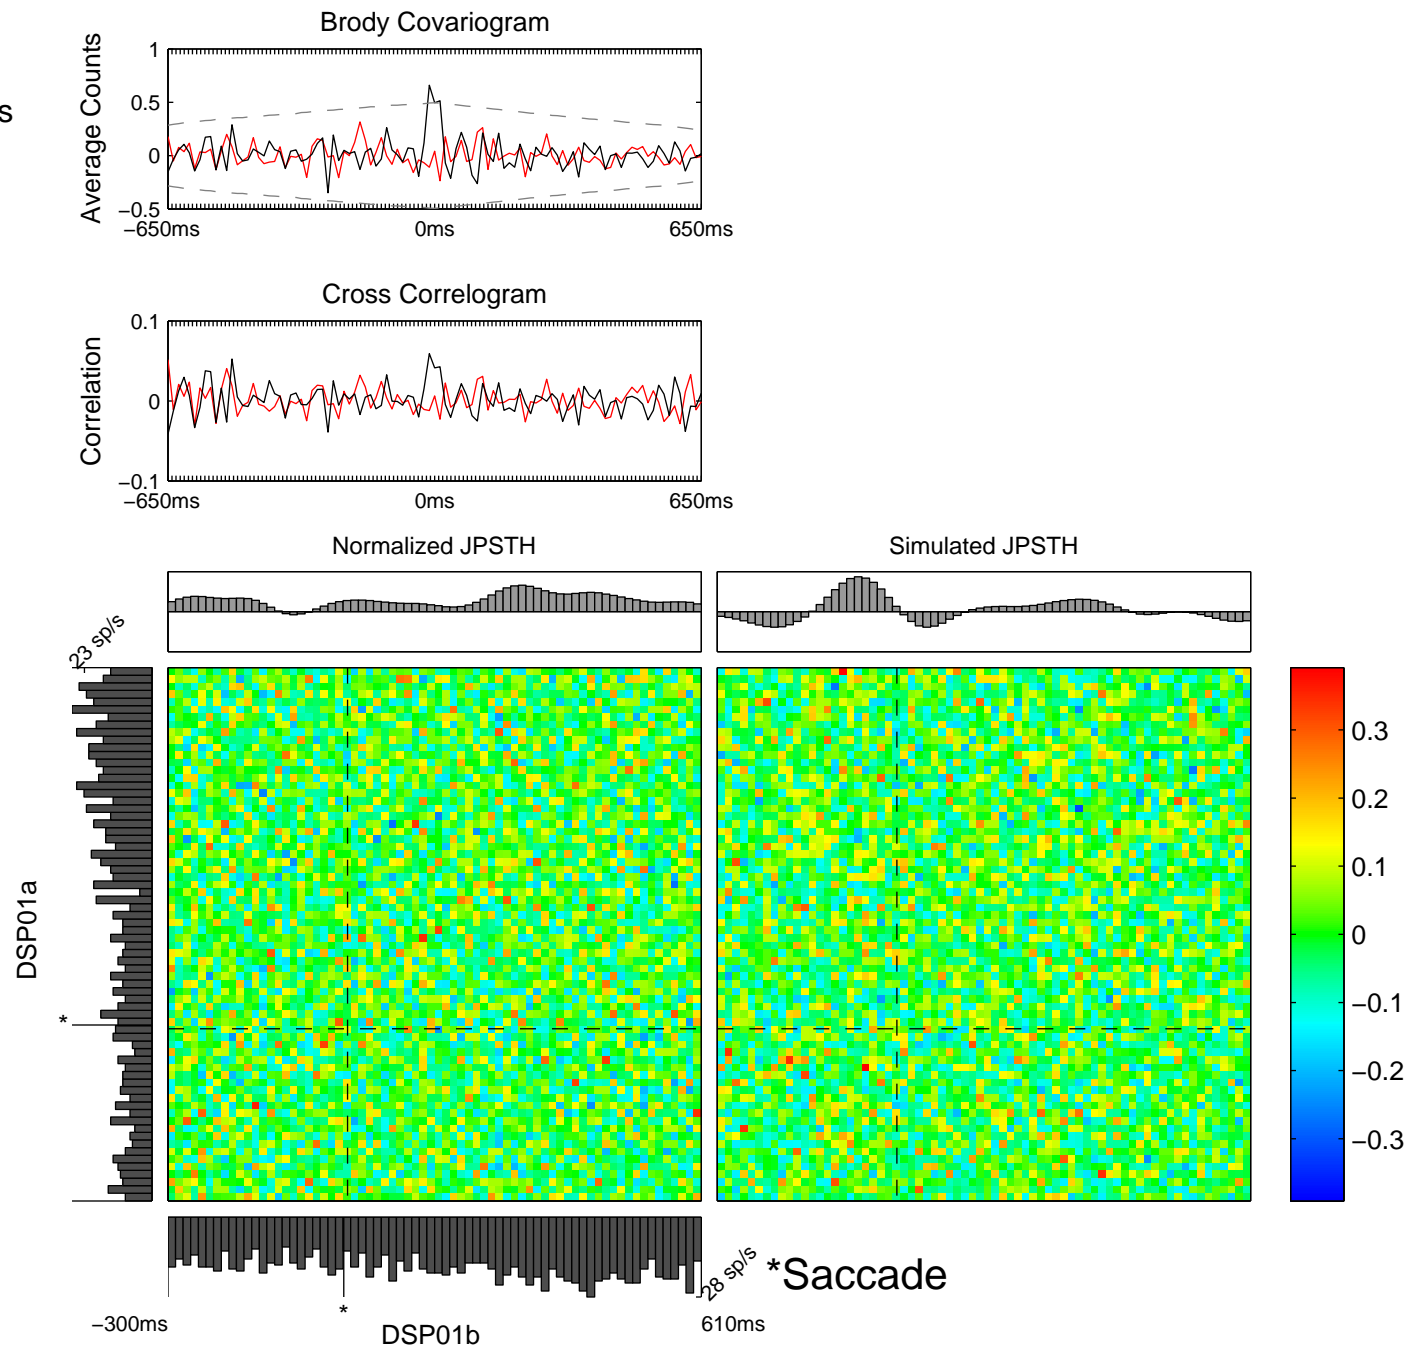 Brody Covariogram
s
Average Counts
1
0.5
0
−0.5
−650ms 0ms 650ms
Cross Correlogram
Correlation
0.1
0
−0.1
−650ms 0ms 650ms
Normalized JPSTH Simulated JPSTH
23 sp/s
DSP01a
*
0.3
0.2
0.1
0
−0.1
−0.2
−0.3
28 sp/s
*Saccade
*
−300ms DSP01b 610ms